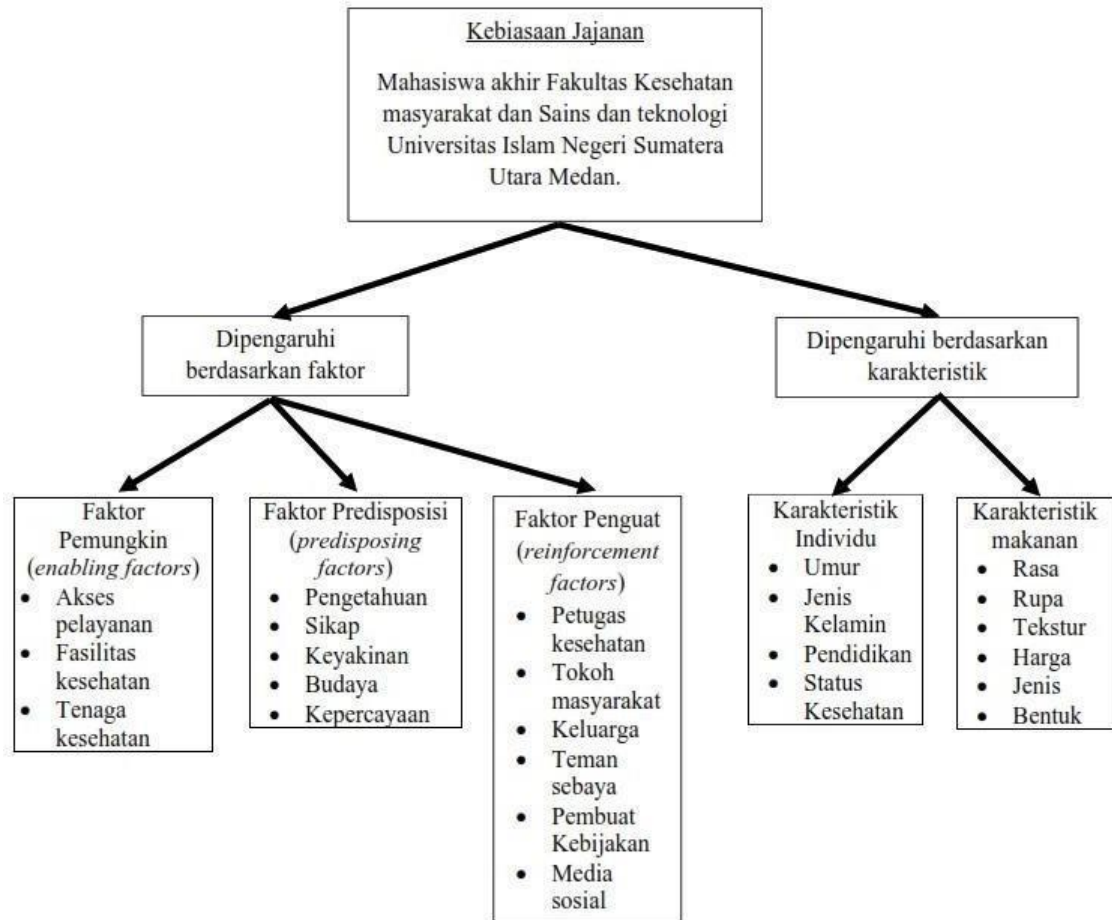 Kebiasaan Jajanan
Mahasiswa akhir Fakultas Kesehatan
masyarakat dan Sains dan teknologi
Universitas Islam Negeri Sumatera
Utara Medan.
Dipengaruhi
berdasarkan faktor
Dipengaruhi berdasarkan
karakteristik
Faktor
Pemungkin
(enabling factors)
• Akses
pelayanan
• Fasilitas
kesehatan
• Tenaga
kesehatan
Faktor Predisposisi
(predisposing
factors)
• Pengetahuan
• Sikap
• Keyakinan
• Budaya
• Kepercayaan
Faktor Penguat
(reinforcement
factors)
• Petugas
kesehatan
• Tokoh
masyarakat
• Keluarga
• Teman
sebaya
• Pembuat
Kebijakan
• Media
sosial
Karakteristik
Individu
• Umur
• Jenis
Kelamin
• Pendidikan
• Status
Kesehatan
Karakteristik
makanan
• Rasa
• Rupa
• Tekstur
• Harga
• Jenis
• Bentuk